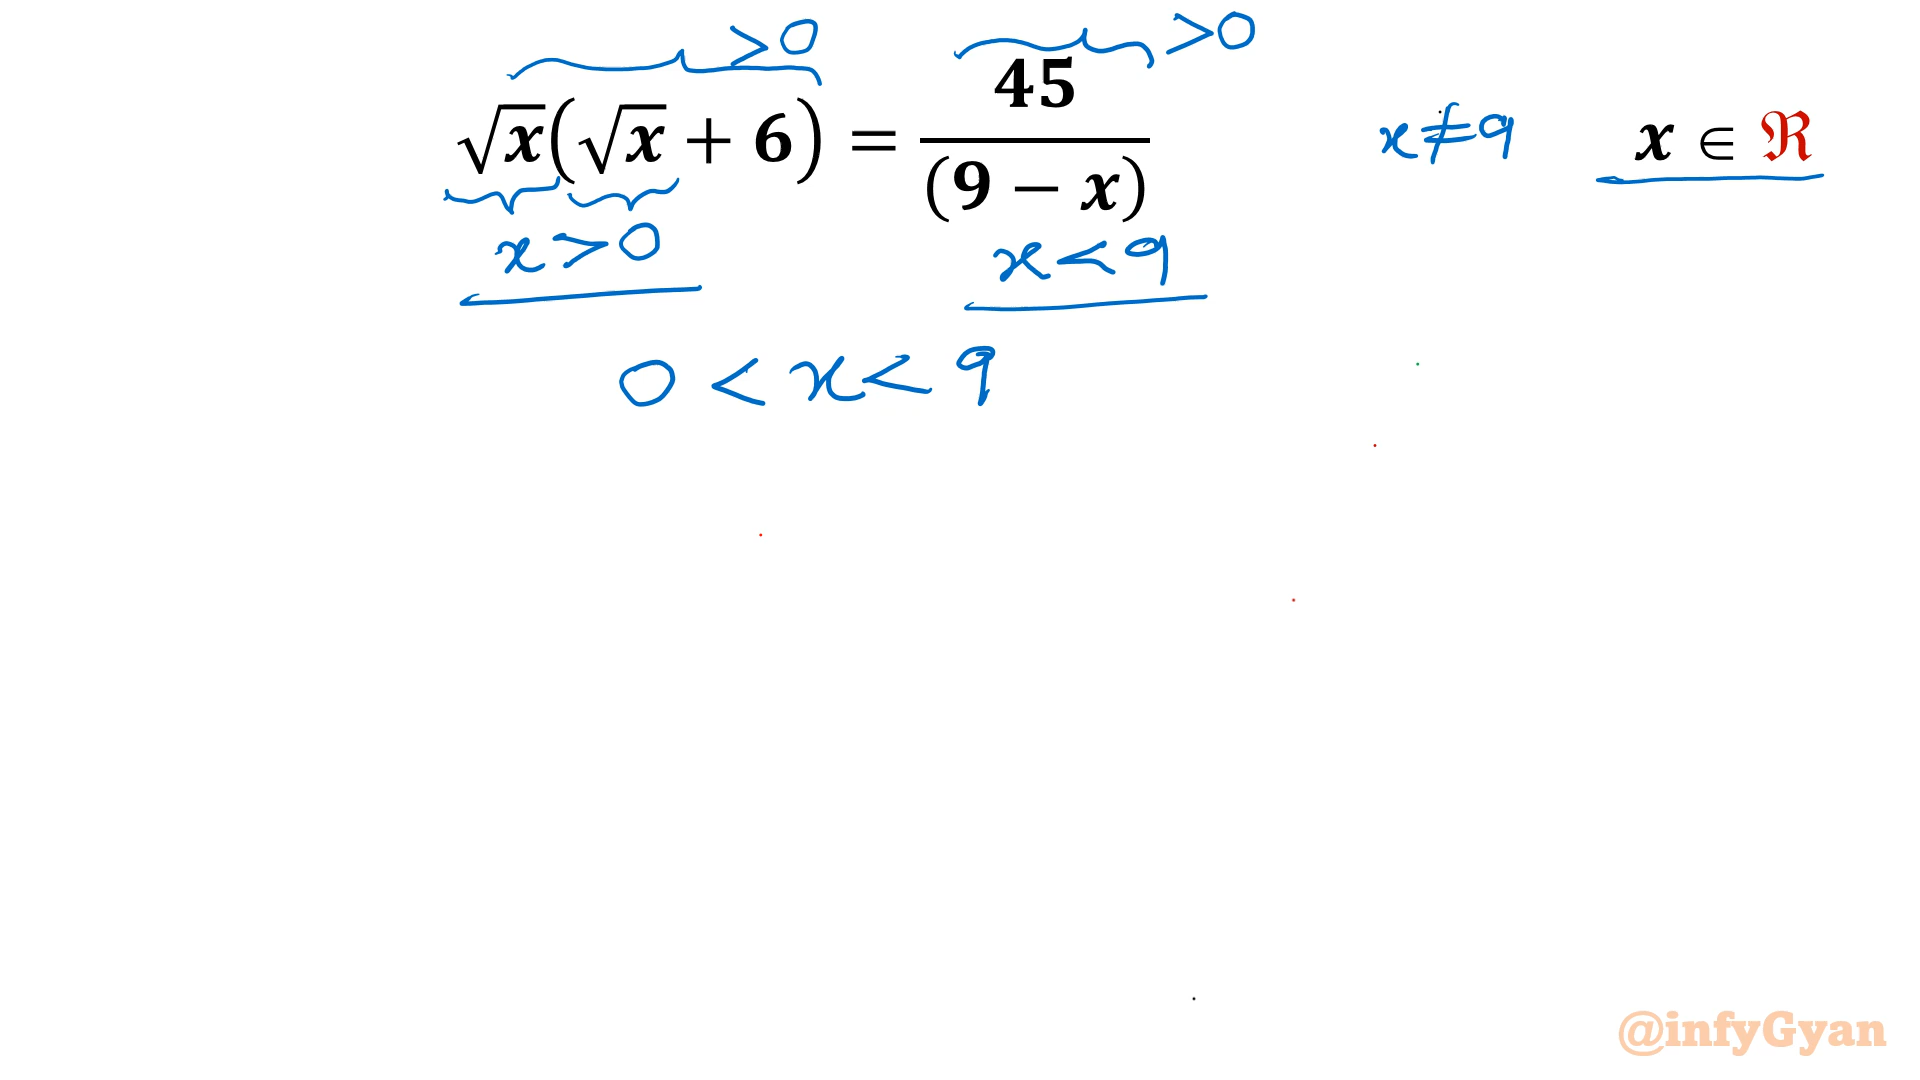 >0 >0
√x(√x + 6) = 45/(9 − x) x≠9 x ∈ ℜ
x>0 x<9
0 < x < 9
@infyGyan